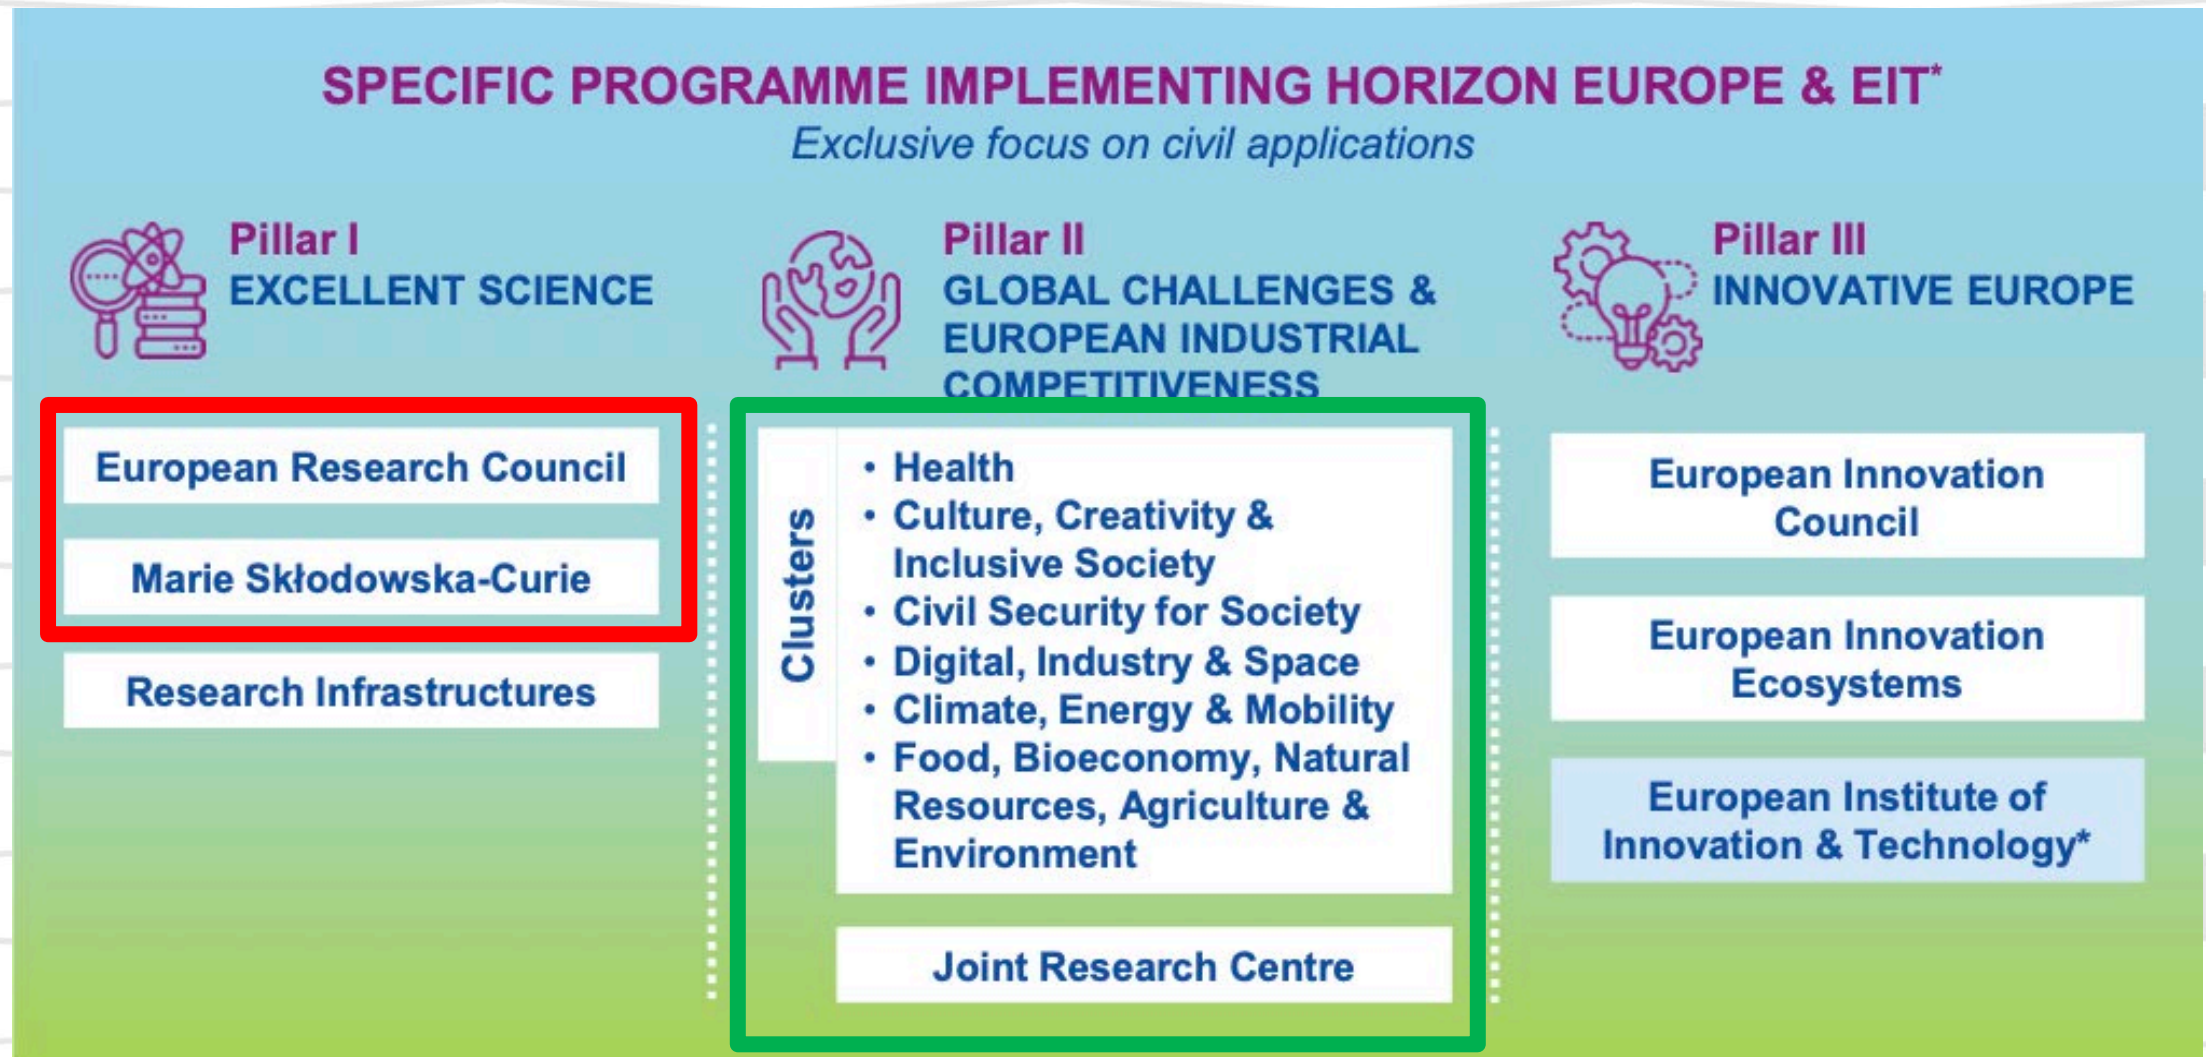 SPECIFIC PROGRAMME IMPLEMENTING HORIZON EUROPE & EIT*
Exclusive focus on civil applications
Pillar I
EXCELLENT SCIENCE
European Research Council
Marie Skłodowska-Curie
Research Infrastructures
Pillar II
GLOBAL CHALLENGES &
EUROPEAN INDUSTRIAL
COMPETITIVENESS
Clusters
• Health
• Culture, Creativity &
Inclusive Society
• Civil Security for Society
• Digital, Industry & Space
• Climate, Energy & Mobility
• Food, Bioeconomy, Natural
Resources, Agriculture &
Environment
Joint Research Centre
Pillar III
INNOVATIVE EUROPE
European Innovation
Council
European Innovation
Ecosystems
European Institute of
Innovation & Technology*